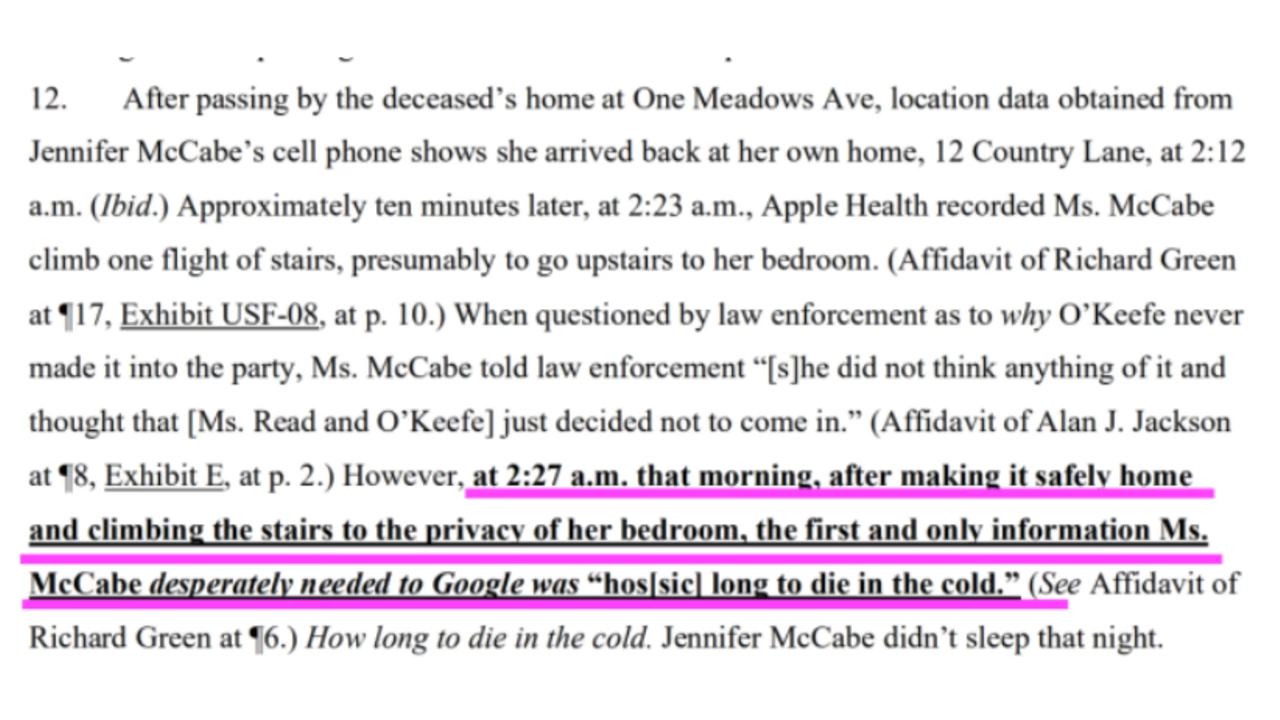 12. After passing by the deceased's home at One Meadows Ave, location data obtained from
Jennifer McCabe's cell phone shows she arrived back at her own home, 12 Country Lane, at 2:12
a.m. (Ibid.) Approximately ten minutes later, at 2:23 a.m., Apple Health recorded Ms. McCabe
climb one flight of stairs, presumably to go upstairs to her bedroom. (Affidavit of Richard Green
at ¶17, Exhibit USF-08, at p. 10.) When questioned by law enforcement as to why O'Keefe never
made it into the party, Ms. McCabe told law enforcement “[s]he did not think anything of it and
thought that [Ms. Read and O'Keefe] just decided not to come in.” (Affidavit of Alan J. Jackson
at ¶8, Exhibit E, at p. 2.) However, at 2:27 a.m. that morning, after making it safely home
and climbing the stairs to the privacy of her bedroom, the first and only information Ms.
McCabe desperately needed to Google was “hos[sic] long to die in the cold.” (See Affidavit of
Richard Green at ¶6.) How long to die in the cold. Jennifer McCabe didn't sleep that night.